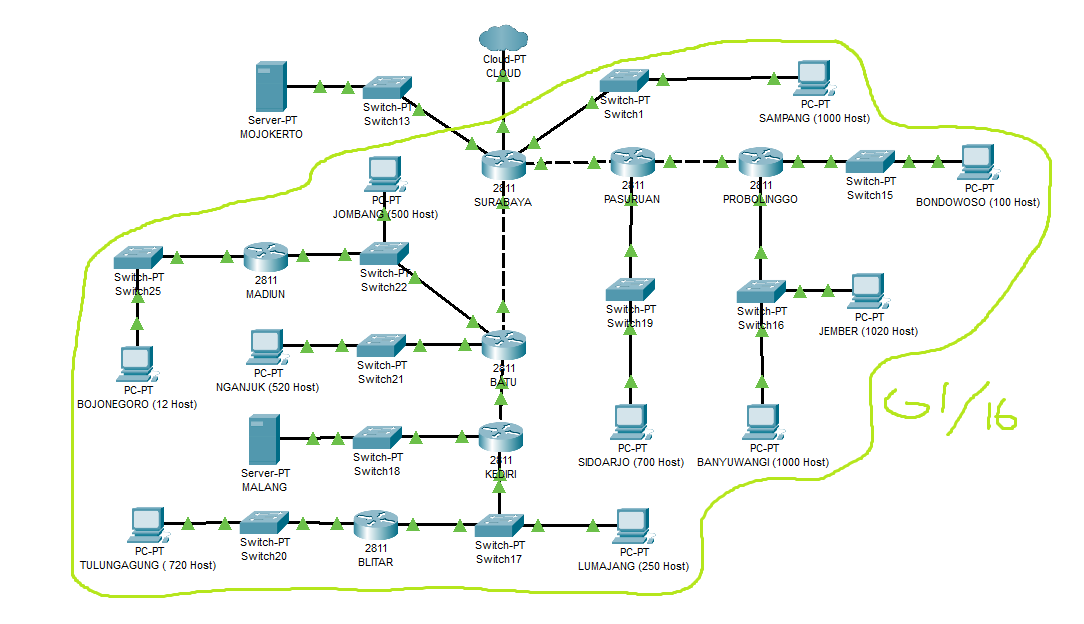 Cloud-PT
CLOUD
Server-PT
MOJOKERTO
Switch-PT
Switch13
Switch-PT
Switch1
PC-PT
SAMPANG (1000 Host)
2811
SURABAYA
2811
PASURUAN
2811
PROBOLINGGO
Switch-PT
Switch15
PC-PT
BONDOWOSO (100 Host)
PC-PT
JOMBANG (500 Host)
Switch-PT
Switch25
2811
MADIUN
Switch-PT
Switch22
Switch-PT
Switch19
Switch-PT
Switch16
PC-PT
JEMBER (1020 Host)
PC-PT
BOJONEGORO (12 Host)
PC-PT
NGANJUK (520 Host)
Switch-PT
Switch21
2811
BATU
G1/16
Server-PT
MALANG
Switch-PT
Switch18
2811
KEDIRI
PC-PT
SIDOARJO (700 Host)
PC-PT
BANYUWANGI (1000 Host)
PC-PT
TULUNGAGUNG ( 720 Host)
Switch-PT
Switch20
2811
BLITAR
Switch-PT
Switch17
PC-PT
LUMAJANG (250 Host)